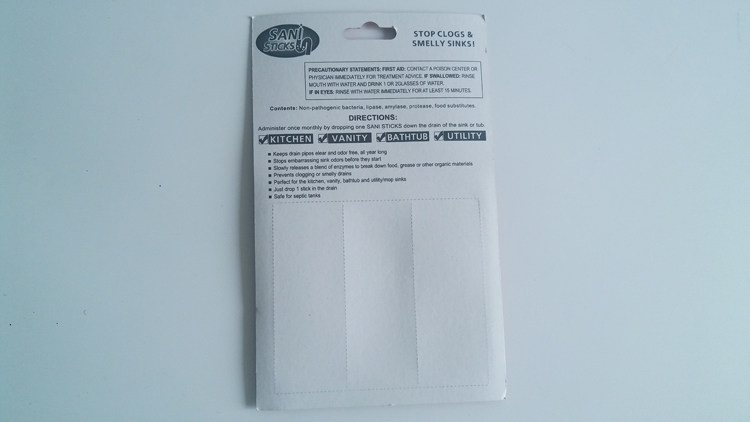 SANI
STICKS
STOP CLOGS &
SMELLY SINKS!
PRECAUTIONARY STATEMENTS: FIRST AID: CONTACT A POISON CENTER OR
PHYSICIAN IMMEDIATELY FOR TREATMENT ADVICE. IF SWALLOWED: RINSE
MOUTH WITH WATER AND DRINK 1 OR 2GLASSES OF WATER.
IF IN EYES: RINSE WITH WATER IMMEDIATELY FOR AT LEAST 15 MINUTES.
Contents: Non-pathogenic bacteria, lipase, amylase, protease, food substitutes.
DIRECTIONS:
Administer once monthly by dropping one SANI STICKS down the drain of the sink or tub.
KITCHEN VANITY BATHTUB UTILITY
Keeps drain pipes clear and odor free, all year long
Stops embarrassing sink odors before they start
Slowly releases a blend of enzymes to break down food, grease or other organic materials
Prevents clogging or smelly drains
Perfect for the kitchen, vanity, bathtub and utility/mop sinks
Just drop 1 stick in the drain
Safe for septic tanks